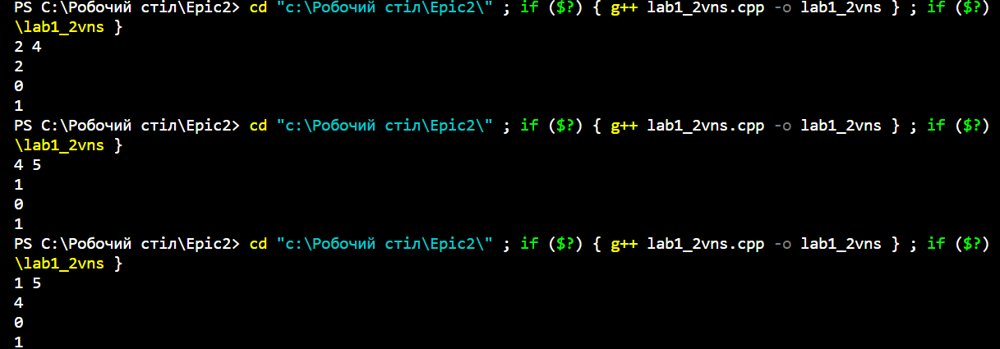 PS C:\Робочий стіл\Epic2> cd "c:\Робочий стіл\Epic2\" ; if ($?) { g++ lab1_2vns.cpp -o lab1_2vns } ; if ($?)
\lab1_2vns }
2 4
2
0
1
PS C:\Робочий стіл\Epic2> cd "c:\Робочий стіл\Epic2\" ; if ($?) { g++ lab1_2vns.cpp -o lab1_2vns } ; if ($?)
\lab1_2vns }
4 5
1
0
1
PS C:\Робочий стіл\Epic2> cd "c:\Робочий стіл\Epic2\" ; if ($?) { g++ lab1_2vns.cpp -o lab1_2vns } ; if ($?)
\lab1_2vns }
1 5
4
0
1